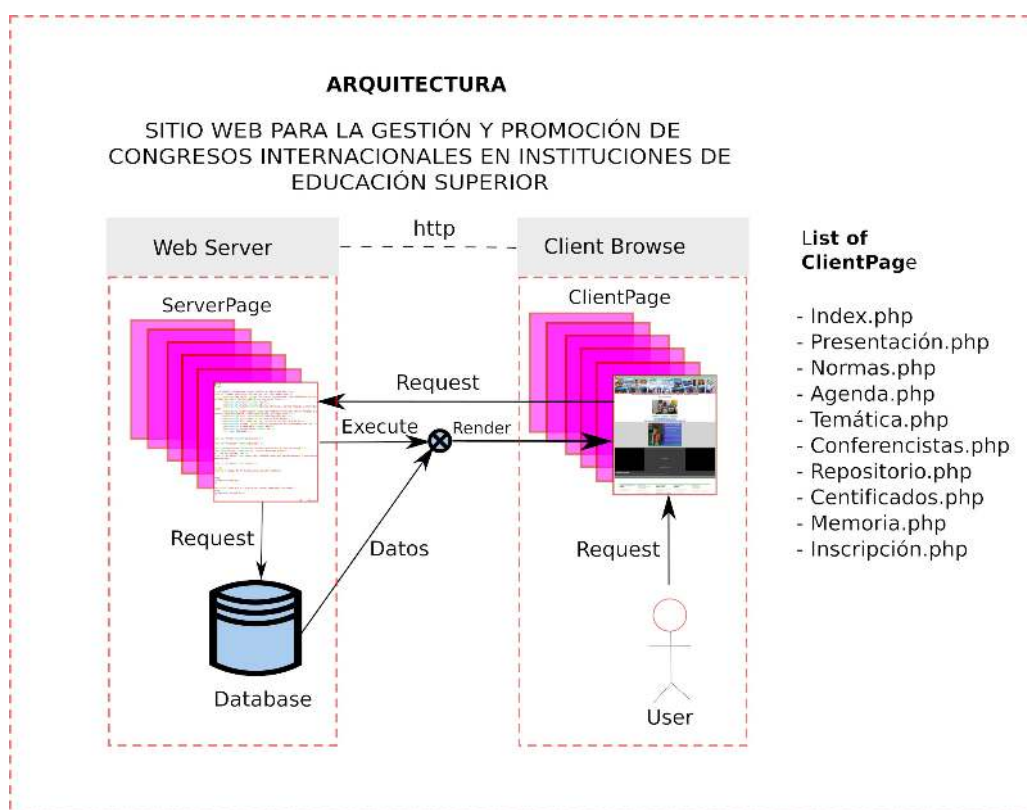 ARQUITECTURA
SITIO WEB PARA LA GESTIÓN Y PROMOCIÓN DE
CONGRESOS INTERNACIONALES EN INSTITUCIONES DE
EDUCACIÓN SUPERIOR
Web Server
http
Client Browse
ServerPage
ClientPage
Request
Execute
Render
Request
Datos
Database
Request
User
List of
ClientPage
- Index.php
- Presentación.php
- Normas.php
- Agenda.php
- Temática.php
- Conferencistas.php
- Repositorio.php
- Centificados.php
- Memoria.php
- Inscripción.php